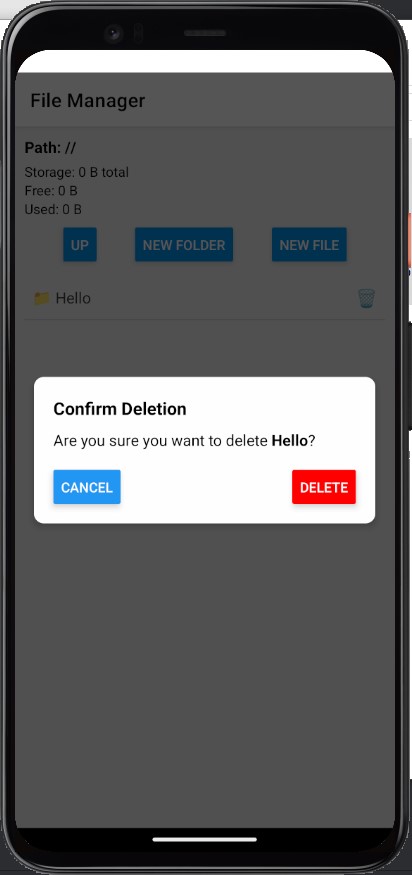 File Manager
Path: //
Storage: 0 B total
Free: 0 B
Used: 0 B
UP NEW FOLDER NEW FILE
Hello
Confirm Deletion
Are you sure you want to delete Hello?
CANCEL DELETE